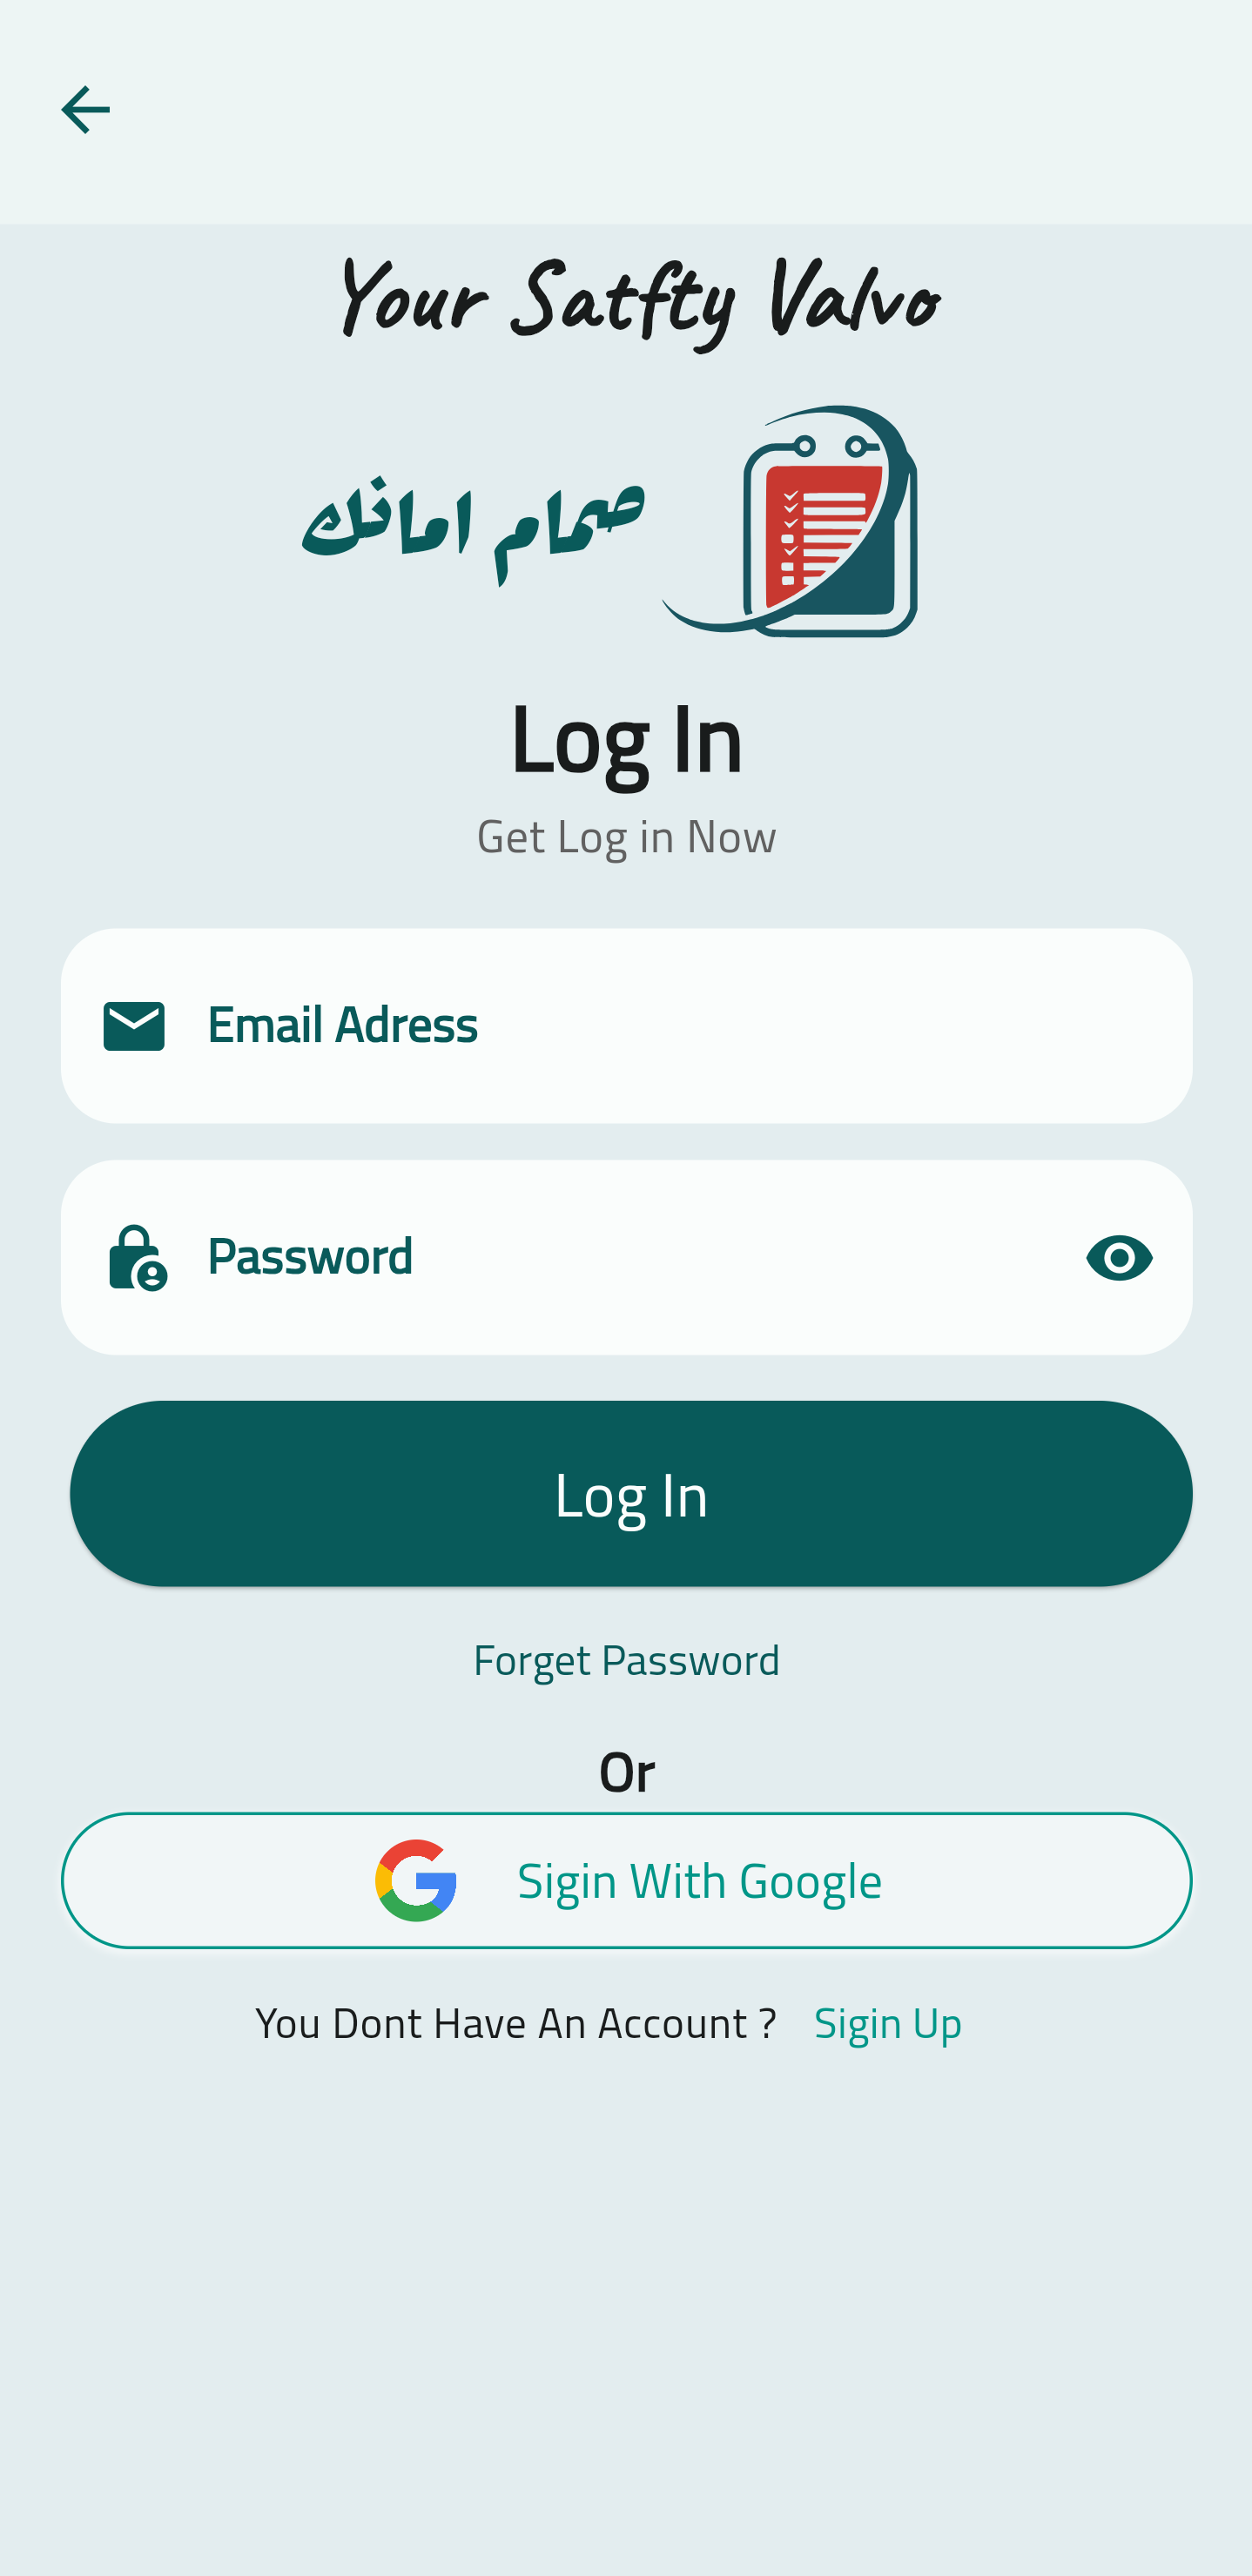 Your Satfty Valvo
صمام امانك
Log In
Get Log in Now
Email Adress
Password
Log In
Forget Password
Or
Sigin With Google
You Dont Have An Account ? Sigin Up